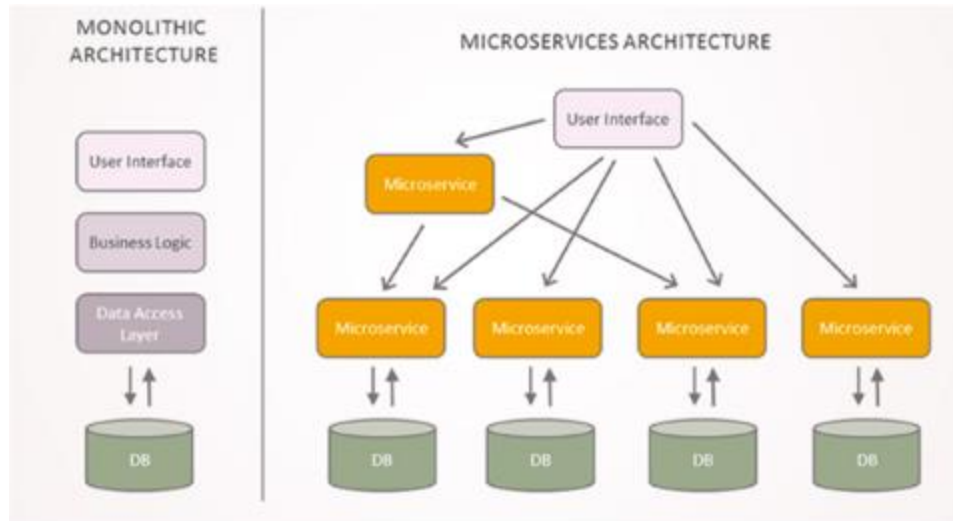 MONOLITHIC
ARCHITECTURE
User Interface
Business Logic
Data Access
Layer
DB
MICROSERVICES ARCHITECTURE
User Interface
Microservice
Microservice
Microservice
Microservice
Microservice
DB
DB
DB
DB